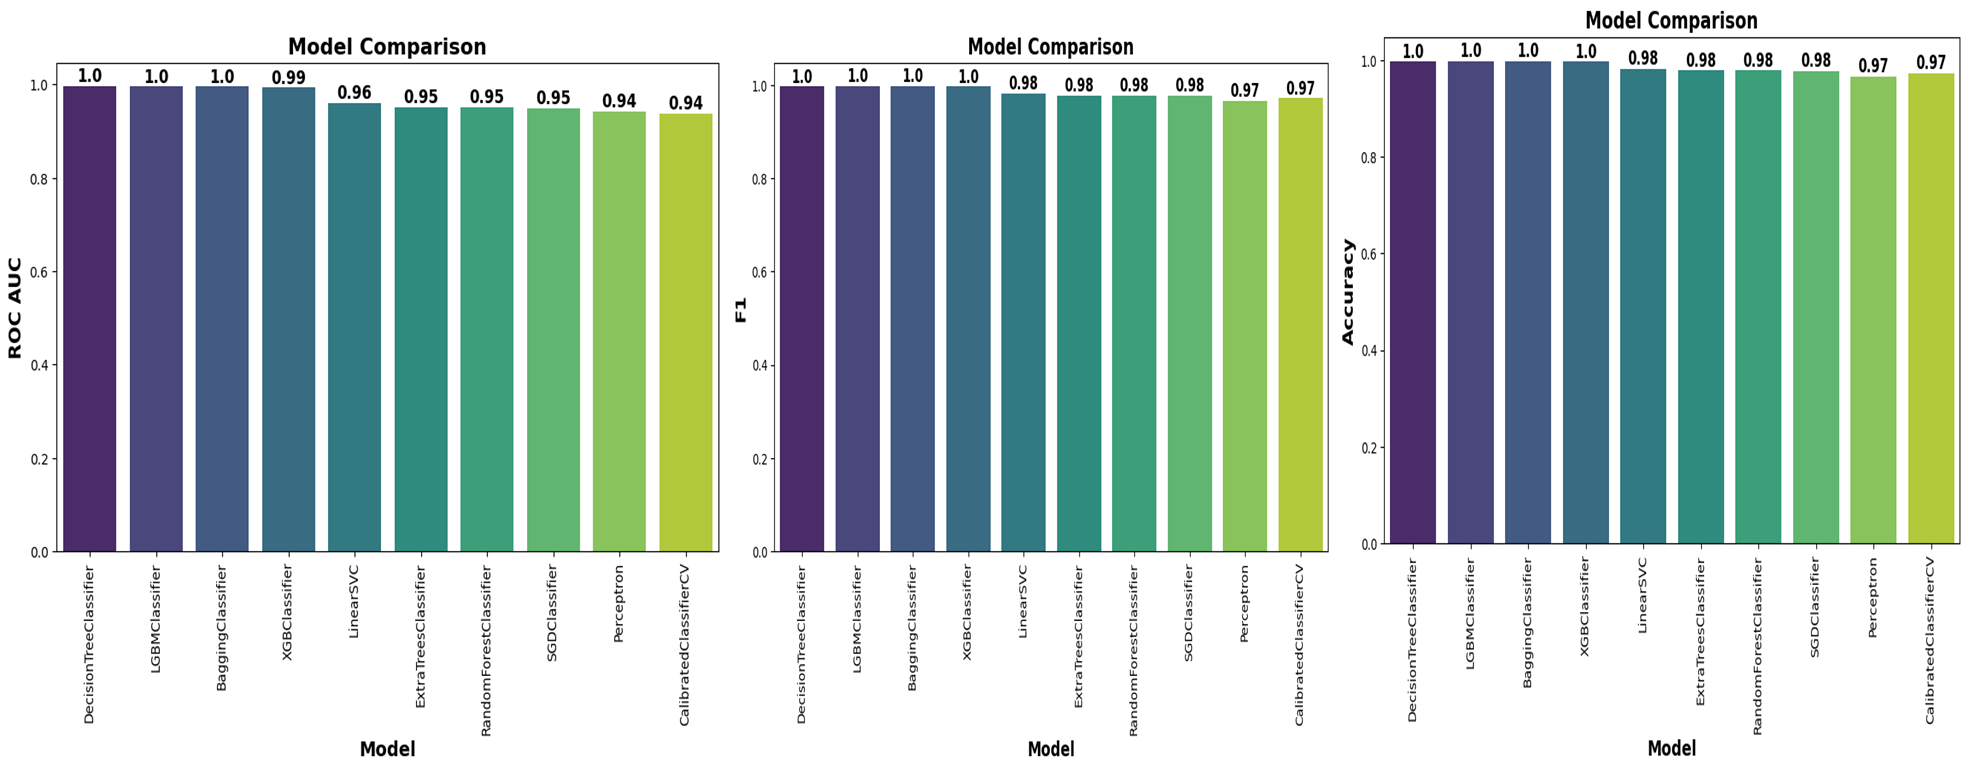 Model Comparison
1.0 1.0 1.0 0.99 0.96 0.95 0.95 0.95 0.94 0.94
1.0
0.8
0.6
0.4
0.2
0.0
ROC AUC
DecisionTreeClassifier
LGBMClassifier
BaggingClassifier
XGBClassifier
LinearSVC
ExtraTreesClassifier
RandomForestClassifier
SGDClassifier
Perceptron
CalibratedClassifierCV
Model
Model Comparison
1.0 1.0 1.0 1.0 0.98 0.98 0.98 0.98 0.97 0.97
1.0
0.8
0.6
0.4
0.2
0.0
F1
DecisionTreeClassifier
LGBMClassifier
BaggingClassifier
XGBClassifier
LinearSVC
ExtraTreesClassifier
RandomForestClassifier
SGDClassifier
Perceptron
CalibratedClassifierCV
Model
Model Comparison
1.0 1.0 1.0 1.0 0.98 0.98 0.98 0.98 0.97 0.97
1.0
0.8
0.6
0.4
0.2
0.0
Accuracy
DecisionTreeClassifier
LGBMClassifier
BaggingClassifier
XGBClassifier
LinearSVC
ExtraTreesClassifier
RandomForestClassifier
SGDClassifier
Perceptron
CalibratedClassifierCV
Model